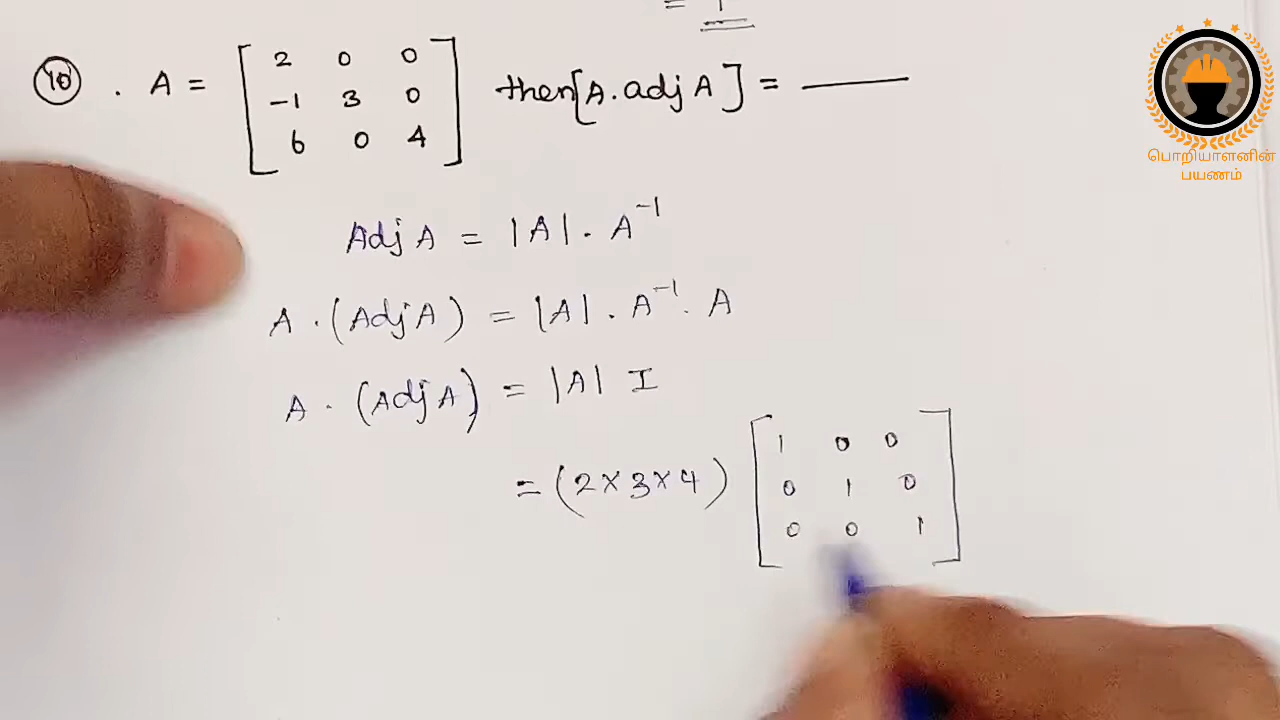 ⑩. A = [ 2 0 0
-1 3 0
6 0 4 ] then [A.adj A] = ____
Adj A = |A| . A⁻¹
A . (Adj A) = |A| . A⁻¹ . A
A . (Adj A) = |A| I
= (2×3×4) [ 1 0 0
0 1 0
0 0 1 ]
பொறியாளனின்
பயணம்